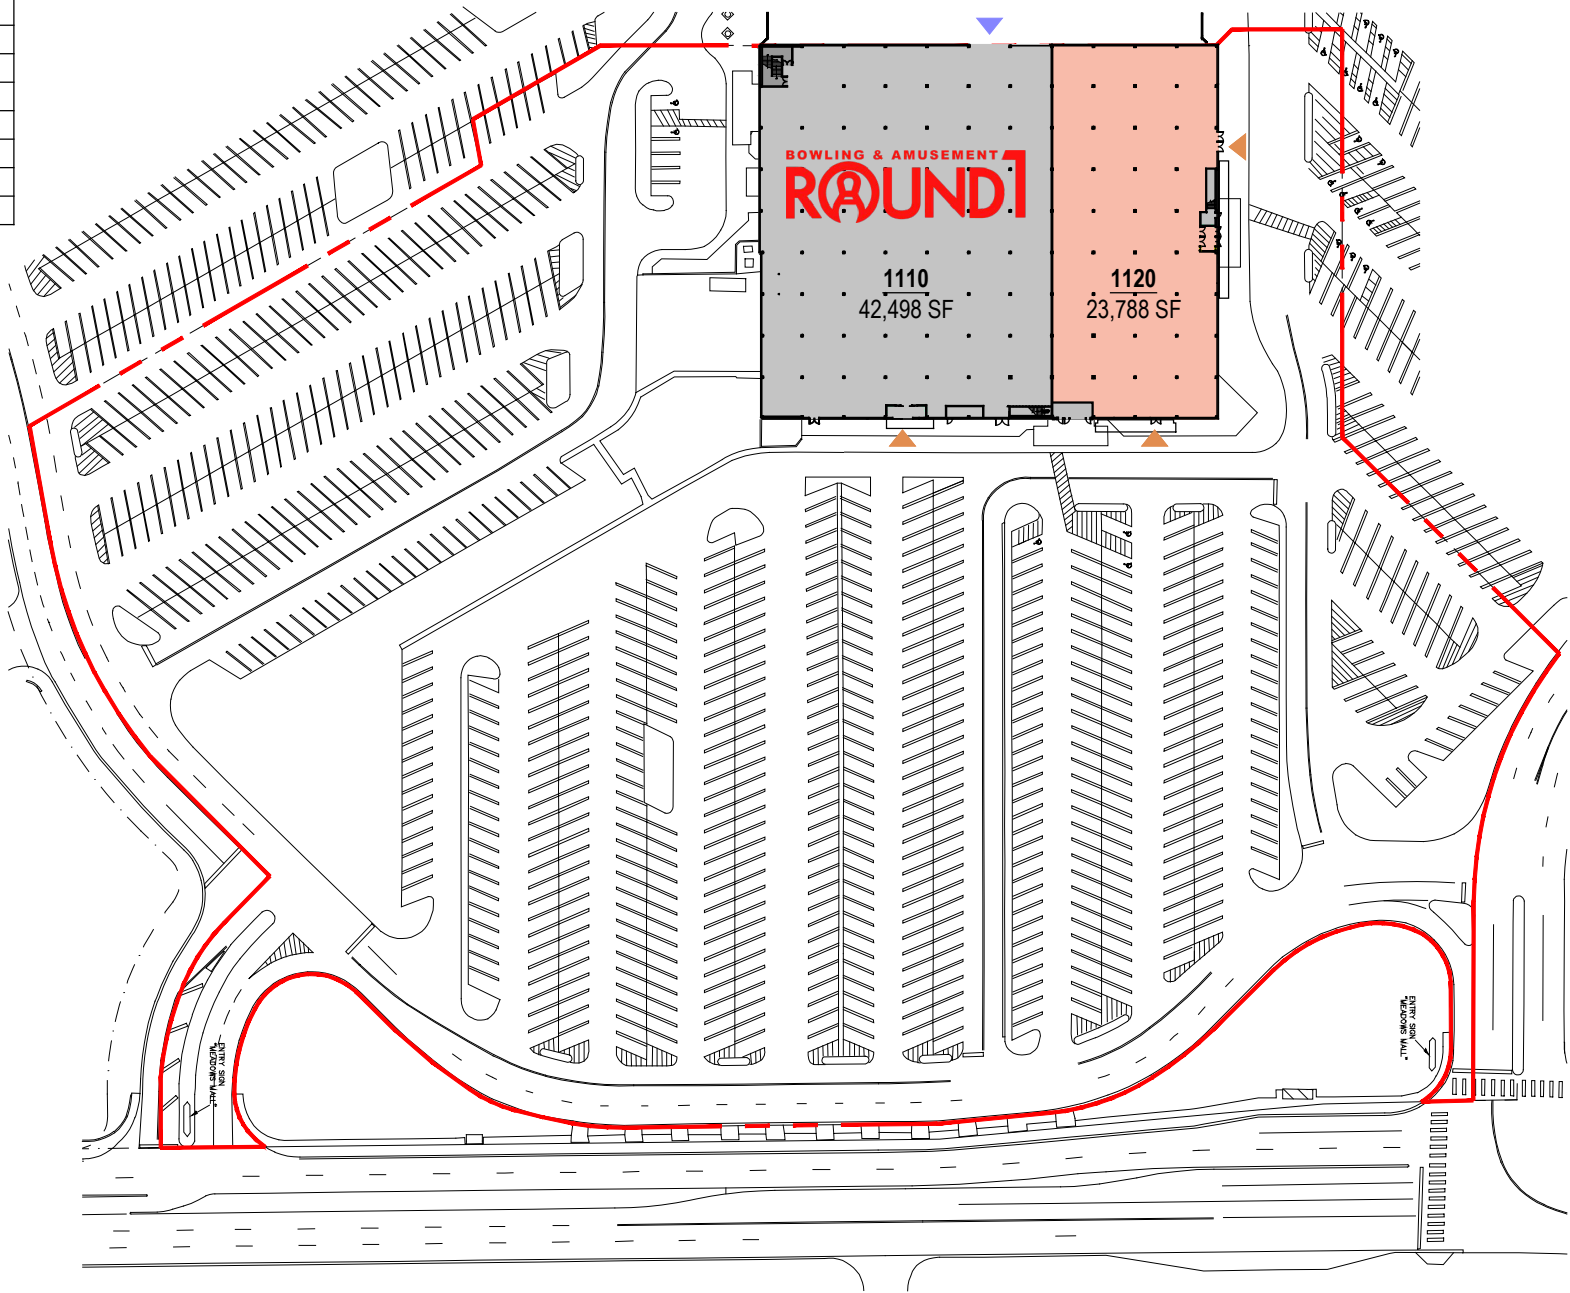 BOWLING & AMUSEMENT
ROUND1
1110
42,498 SF
1120
23,788 SF
ENTRY SIGN
"MEADOWS MALL"
ENTRY SIGN
"MEADOWS MALL"